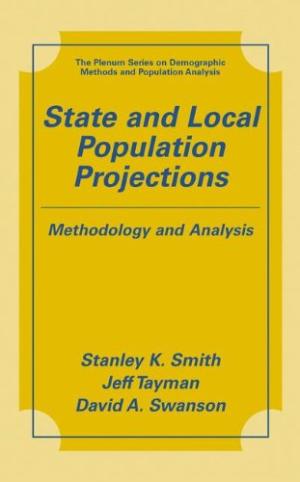 The Plenum Series on Demographic
Methods and Population Analysis
State and Local
Population
Projections
Methodology and Analysis
Stanley K. Smith
Jeff Tayman
David A. Swanson